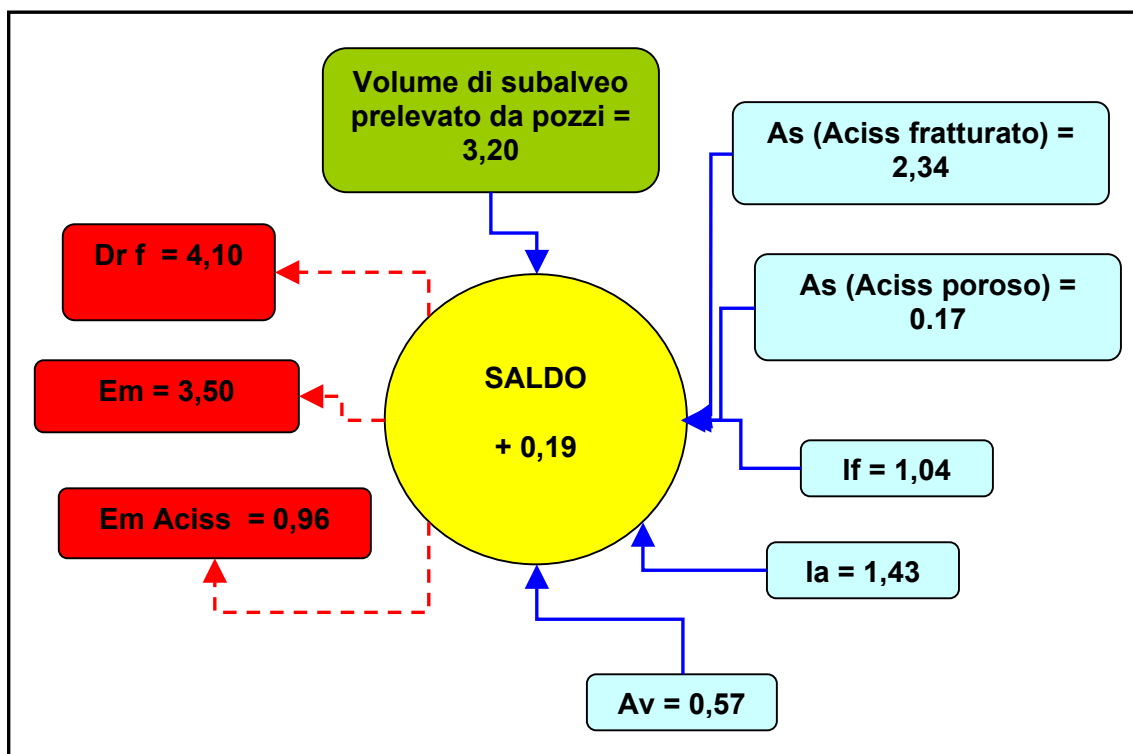 Volume di subalveo
prelevato da pozzi =
3,20
As (Aciss fratturato) =
2,34
Dr f = 4,10
As (Aciss poroso) =
0.17
Em = 3,50
SALDO
+ 0,19
If = 1,04
Em Aciss = 0,96
Ia = 1,43
Av = 0,57